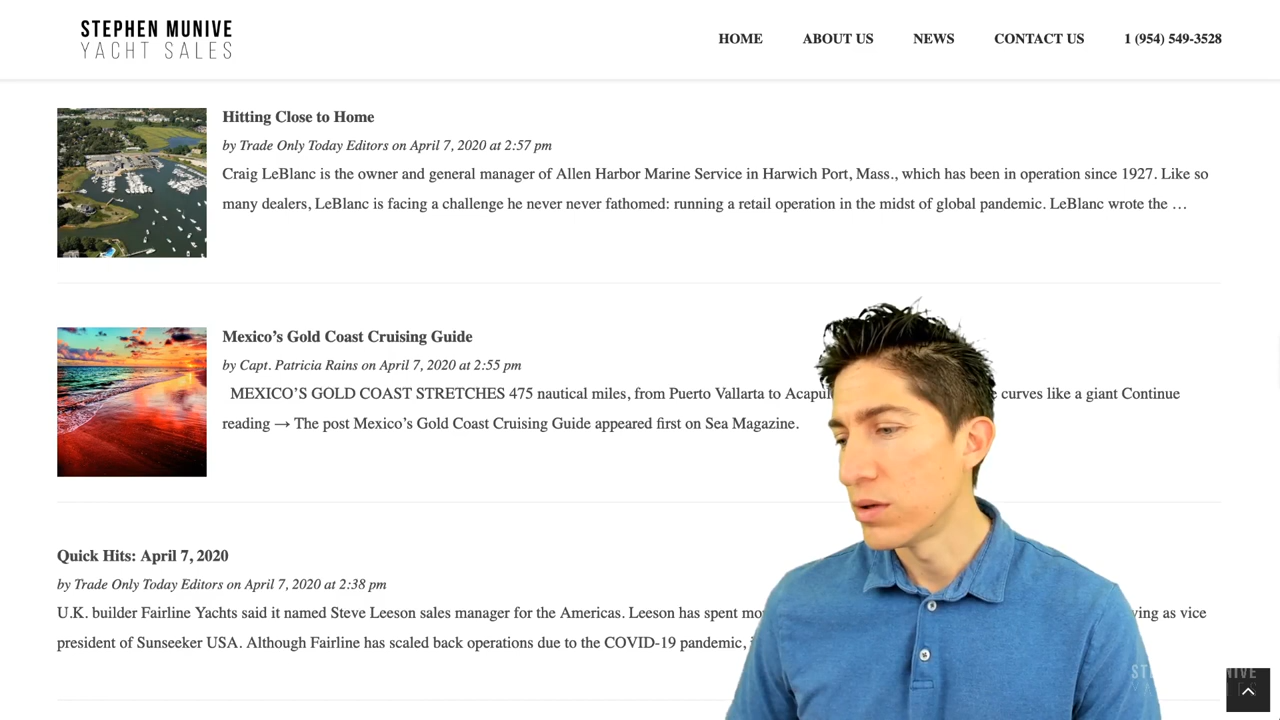 STEPHEN MUNIVE
YACHT SALES
HOME ABOUT US NEWS CONTACT US 1 (954) 549-3528
Hitting Close to Home
by Trade Only Today Editors on April 7, 2020 at 2:57 pm
Craig LeBlanc is the owner and general manager of Allen Harbor Marine Service in Harwich Port, Mass., which has been in operation since 1927. Like so
many dealers, LeBlanc is facing a challenge he never never fathomed: running a retail operation in the midst of global pandemic. LeBlanc wrote the …
Mexico’s Gold Coast Cruising Guide
by Capt. Patricia Rains on April 7, 2020 at 2:55 pm
MEXICO’S GOLD COAST STRETCHES 475 nautical miles, from Puerto Vallarta to curves like a giant Continue
reading → The post Mexico’s Gold Coast Cruising Guide appeared first on Sea Magazine.
Quick Hits: April 7, 2020
by Trade Only Today Editors on April 7, 2020 at 2:38 pm
U.K. builder Fairline Yachts said it named Steve Leeson sales manager for the Americas. Leeson has spent as vice
president of Sunseeker USA. Although Fairline has scaled back operations due to the COVID-19 pandemic,